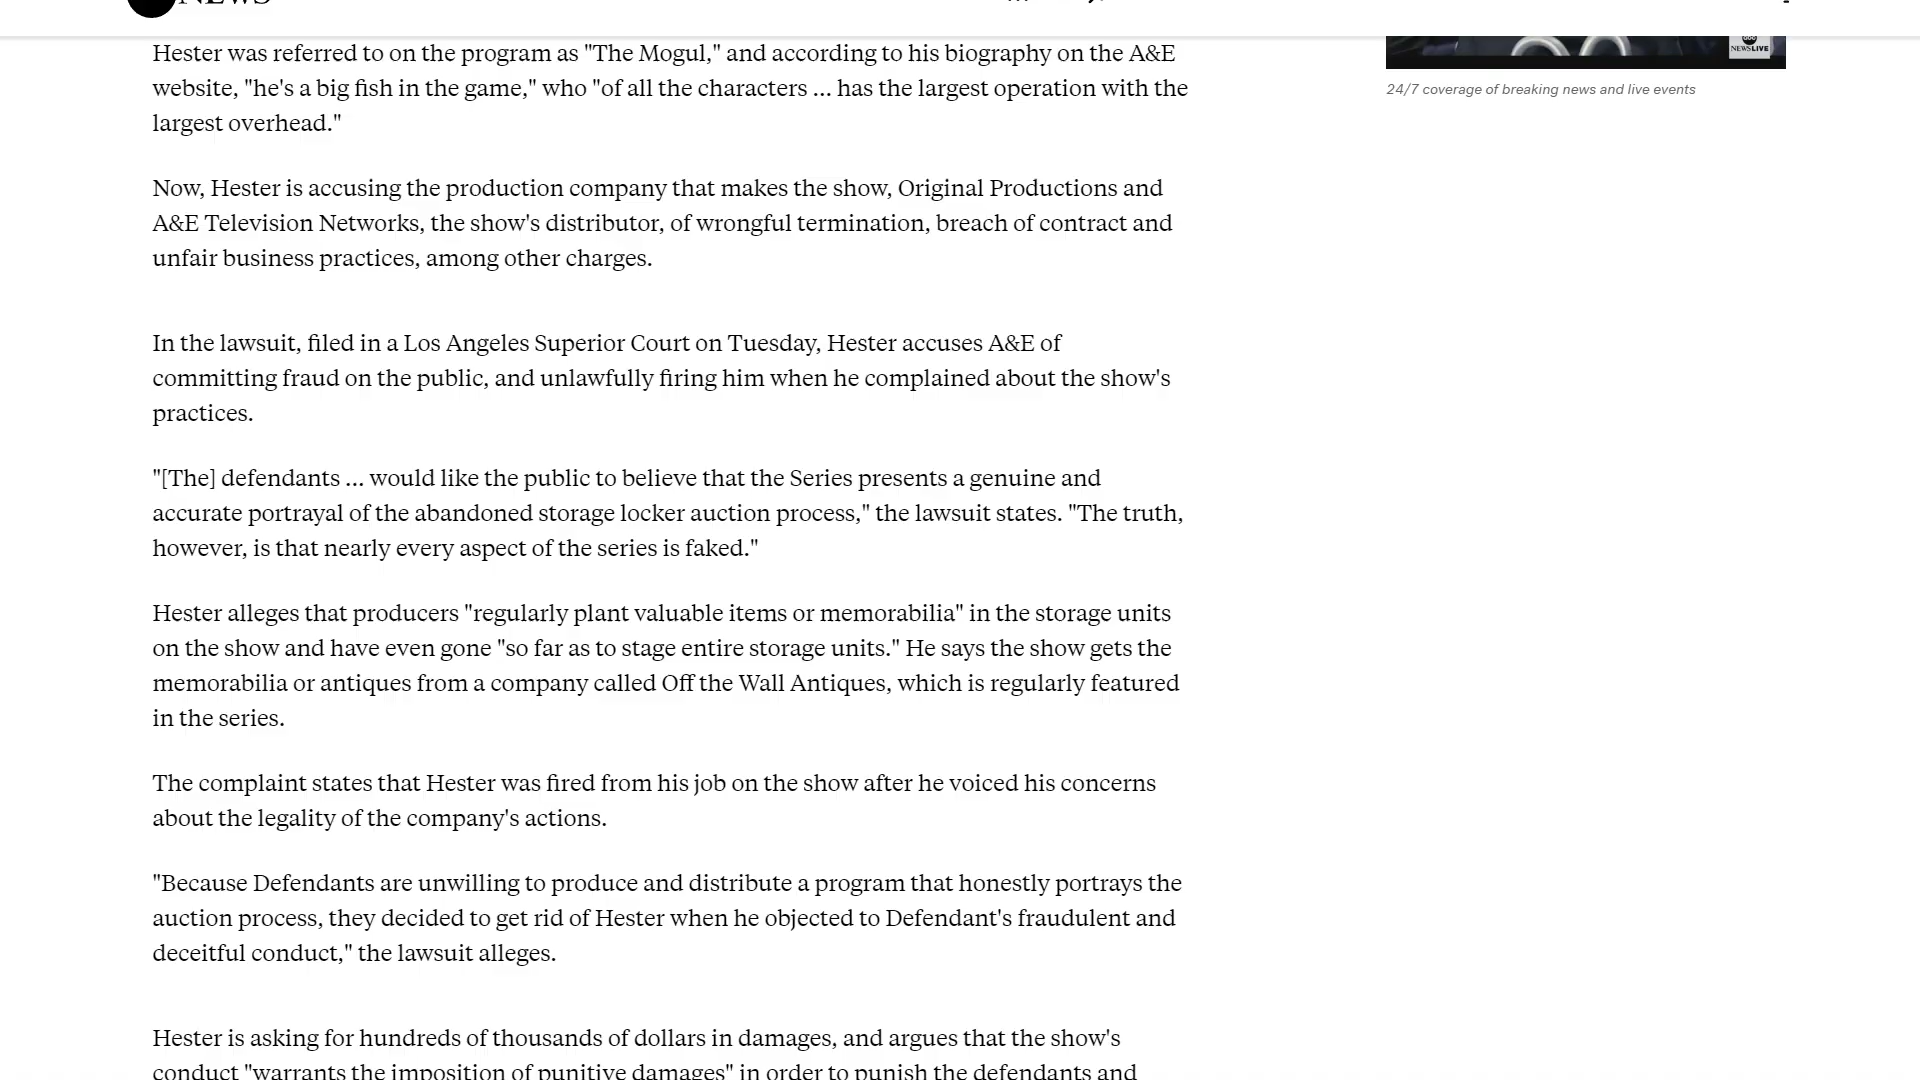 NEWS
Hester was referred to on the program as "The Mogul," and according to his biography on the A&E
website, "he's a big fish in the game," who "of all the characters ... has the largest operation with the
largest overhead."
Now, Hester is accusing the production company that makes the show, Original Productions and
A&E Television Networks, the show's distributor, of wrongful termination, breach of contract and
unfair business practices, among other charges.
In the lawsuit, filed in a Los Angeles Superior Court on Tuesday, Hester accuses A&E of
committing fraud on the public, and unlawfully firing him when he complained about the show's
practices.
"[The] defendants ... would like the public to believe that the Series presents a genuine and
accurate portrayal of the abandoned storage locker auction process," the lawsuit states. "The truth,
however, is that nearly every aspect of the series is faked."
Hester alleges that producers "regularly plant valuable items or memorabilia" in the storage units
on the show and have even gone "so far as to stage entire storage units." He says the show gets the
memorabilia or antiques from a company called Off the Wall Antiques, which is regularly featured
in the series.
The complaint states that Hester was fired from his job on the show after he voiced his concerns
about the legality of the company's actions.
"Because Defendants are unwilling to produce and distribute a program that honestly portrays the
auction process, they decided to get rid of Hester when he objected to Defendant's fraudulent and
deceitful conduct," the lawsuit alleges.
Hester is asking for hundreds of thousands of dollars in damages, and argues that the show's
conduct "warrants the imposition of punitive damages" in order to punish the defendants and
NEWS LIVE
24/7 coverage of breaking news and live events